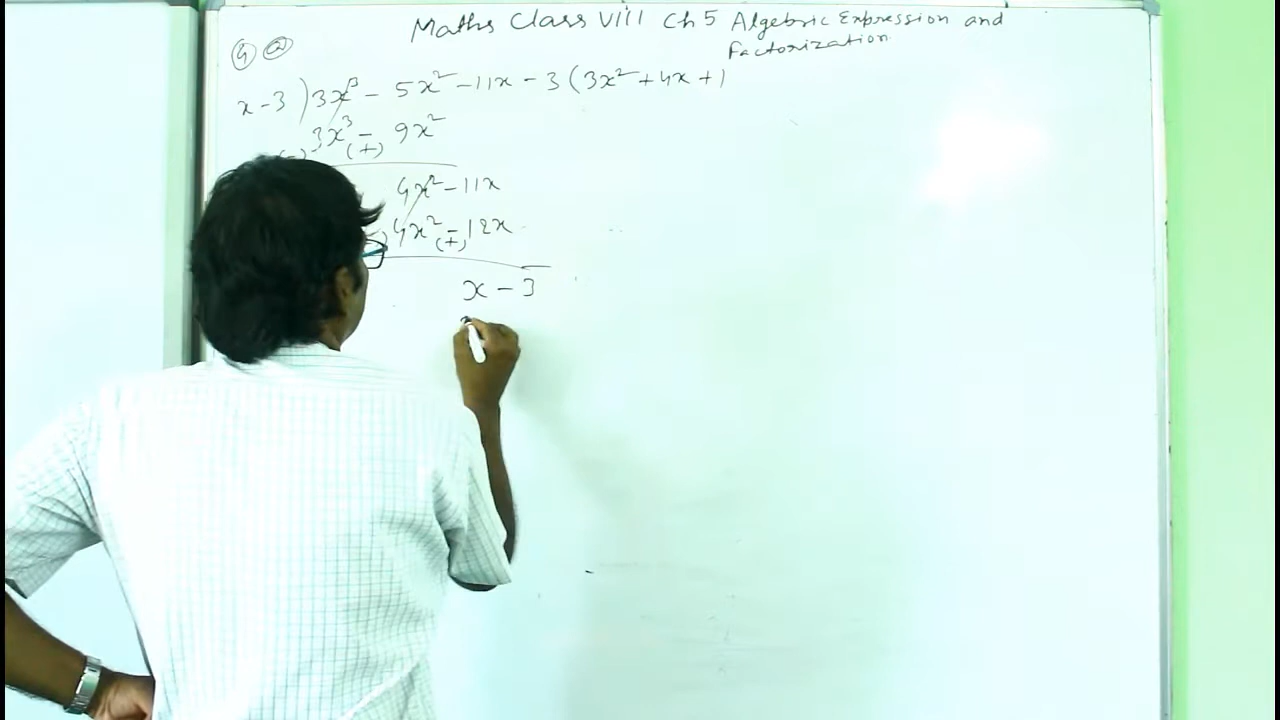 Maths Class VIII Ch 5 Algebric Expression and
Factorization
4 a
x - 3 ) 3x³ - 5x² - 11x - 3 ( 3x² + 4x + 1
3x³ - 9x²
(-) (+)
4x² - 11x
4x² - 12x
(+)
x - 3